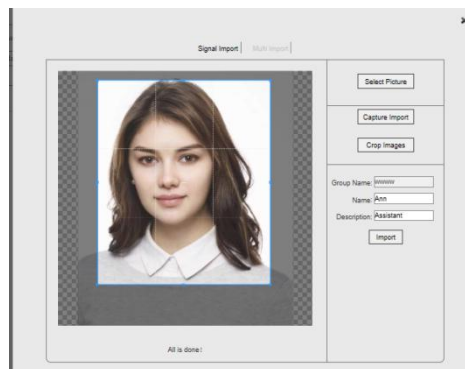 Signal Import
Multi Import
Select Picture
Capture Import
Crop Images
Group Name: wwww
Name: Ann
Description: Assistant
Import
All is done!